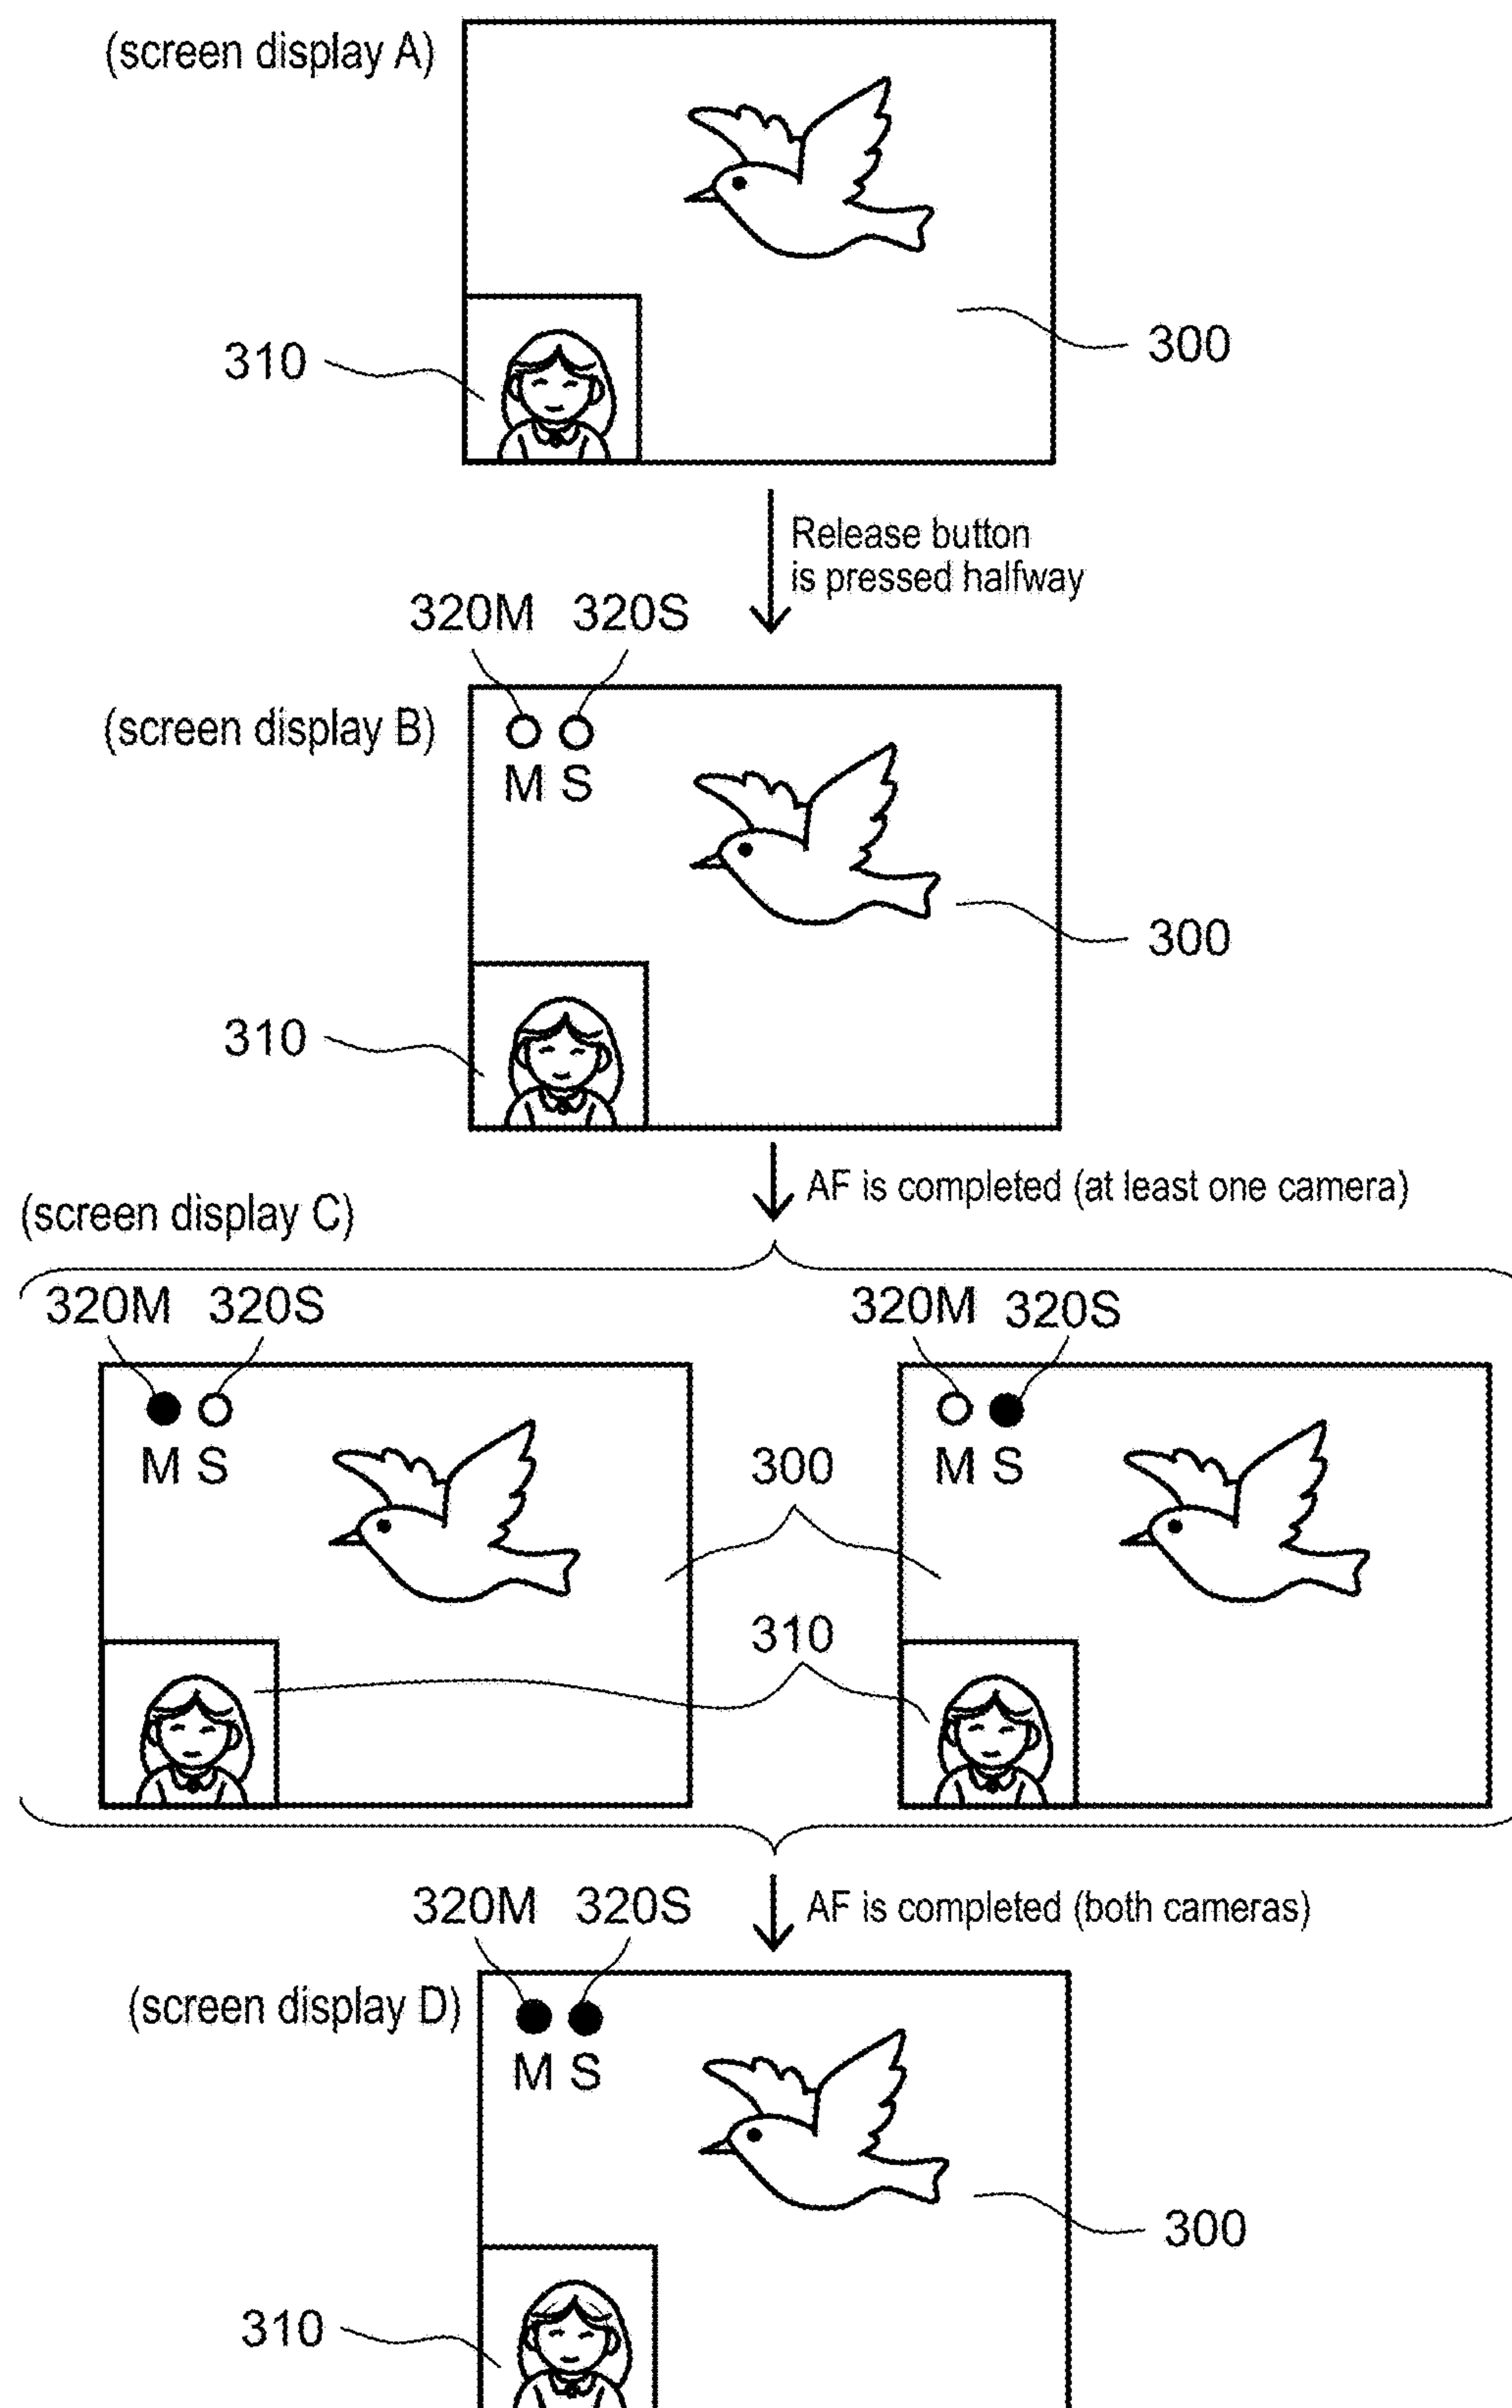 (screen display A)
310
300
Release button
is pressed halfway
320M 320S
(screen display B)
M S
300
310
AF is completed (at least one camera)
(screen display C)
320M 320S
320M 320S
M S
M S
300
310
AF is completed (both cameras)
320M 320S
(screen display D)
M S
300
310